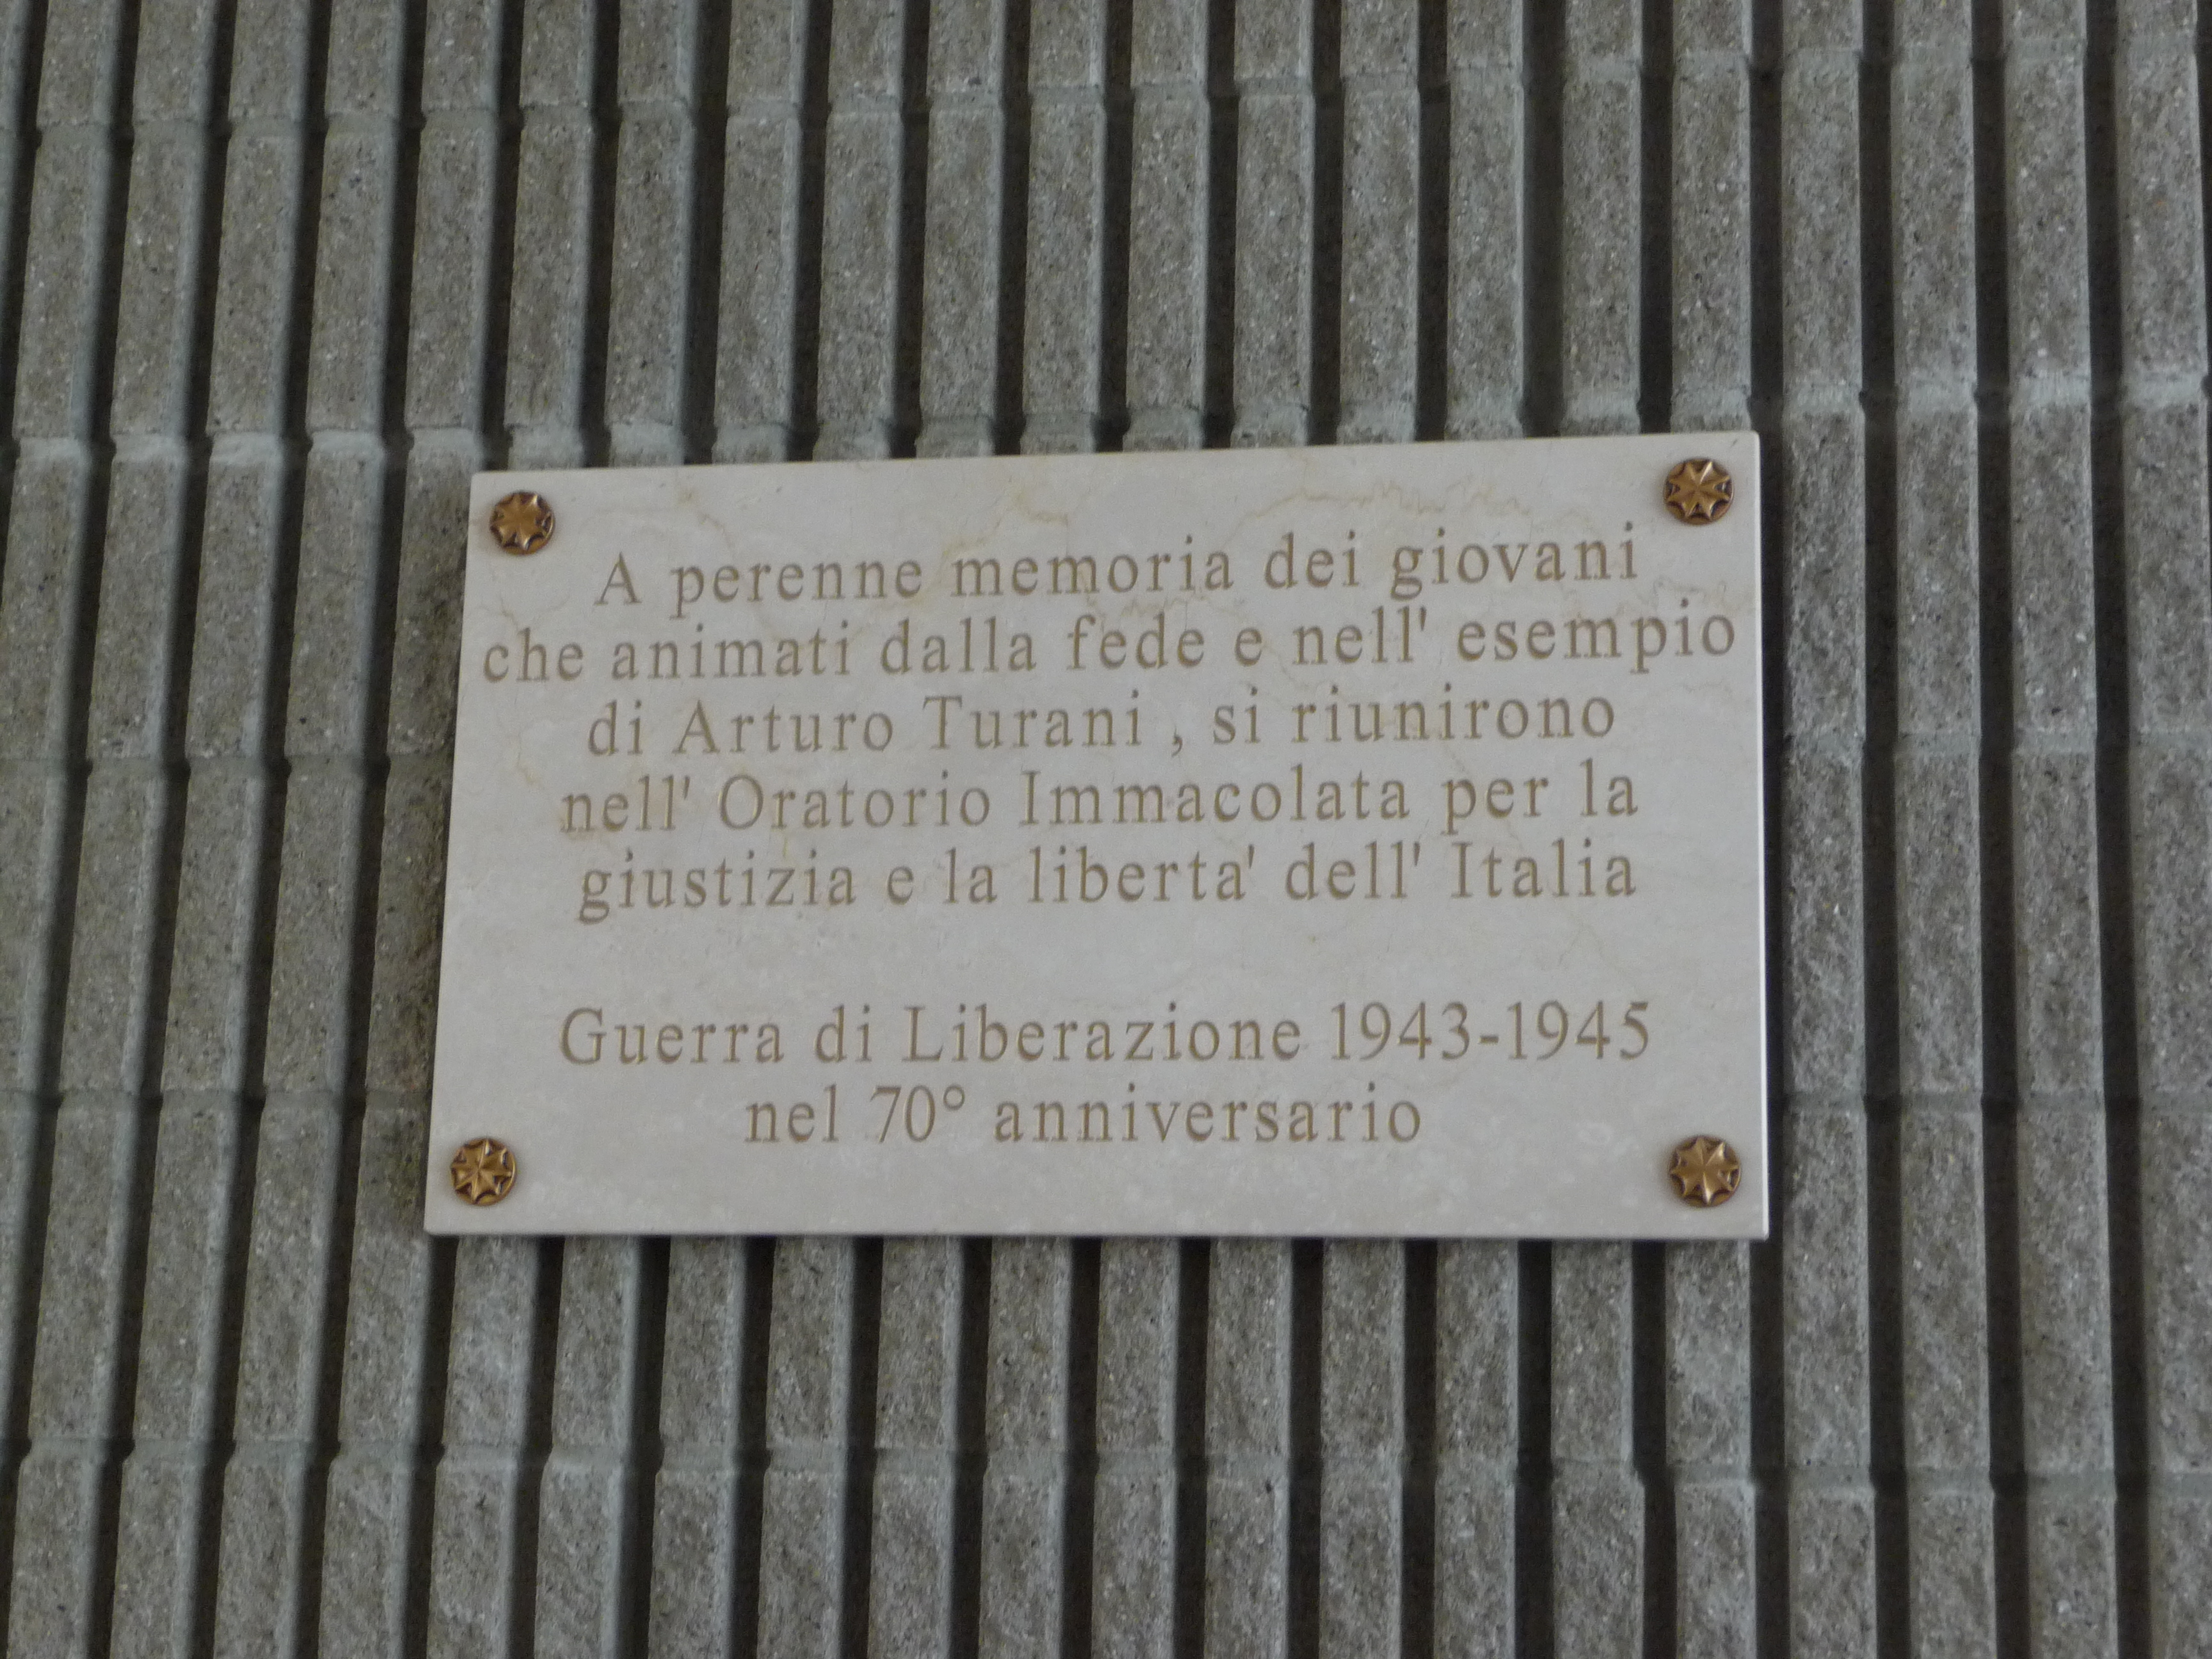 A perenne memoria dei giovani
che animati dalla fede e nell' esempio
di Arturo Turani , si riunirono
nell' Oratorio Immacolata per la
giustizia e la liberta' dell' Italia
Guerra di Liberazione 1943-1945
nel 70° anniversario